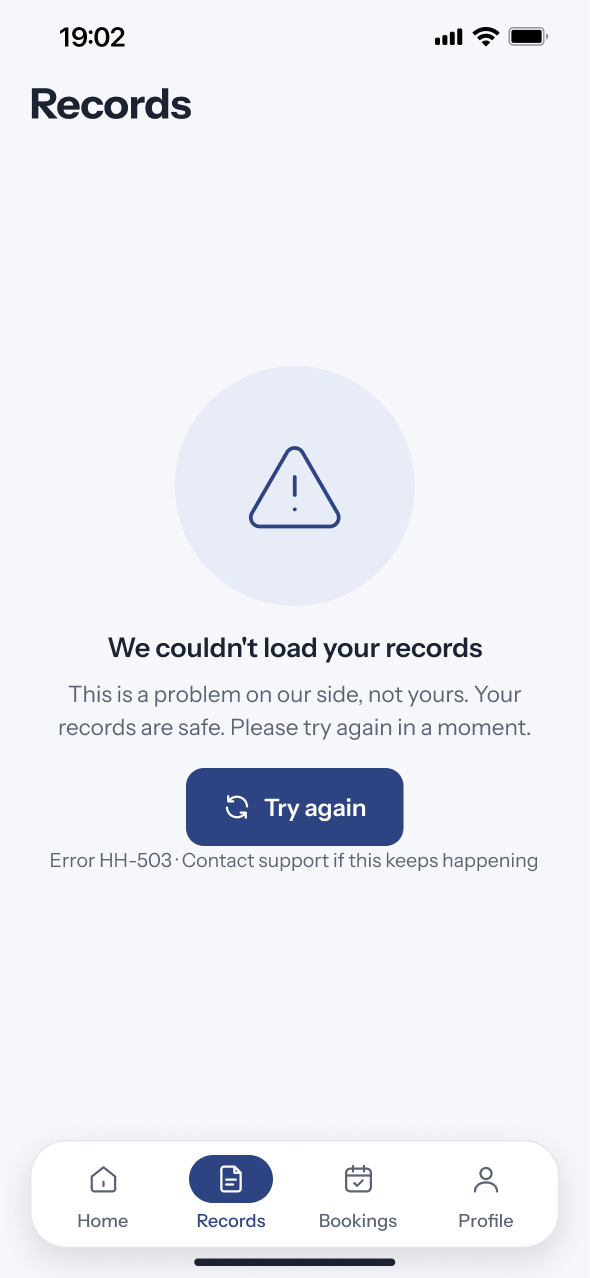 19:02
Records
We couldn't load your records
This is a problem on our side, not yours. Your
records are safe. Please try again in a moment.
Try again
Error HH-503 · Contact support if this keeps happening
Home
Records
Bookings
Profile